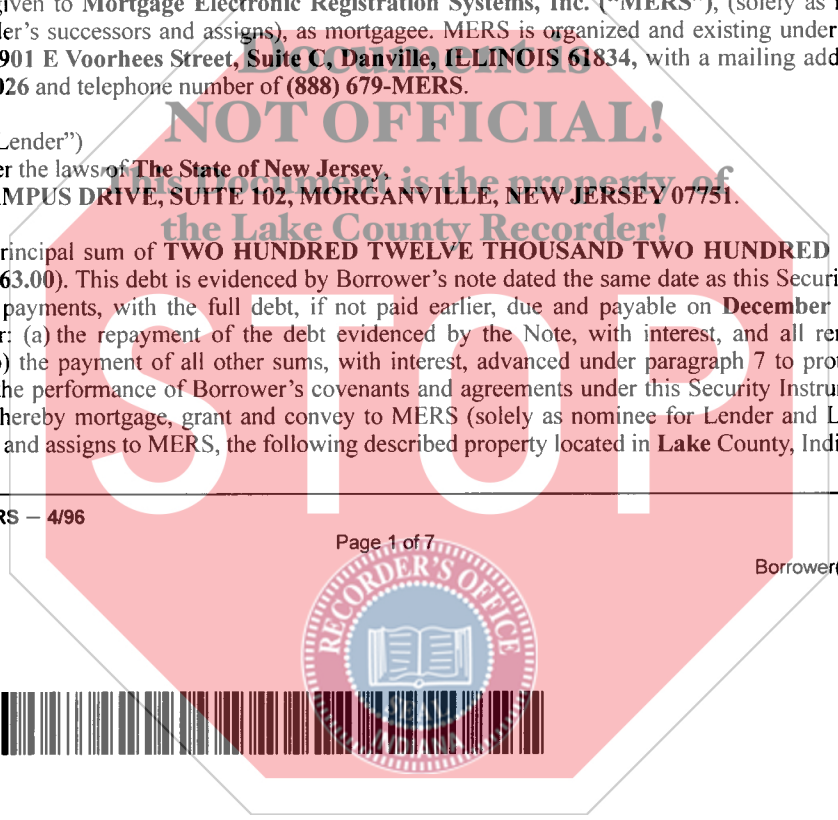 given to Mortgage Electronic Registration Systems, Inc. ("MERS"), (solely as
er's successors and assigns), as mortgagee. MERS is organized and existing under
901 E Voorhees Street, Suite C, Danville, ILLINOIS 61834, with a mailing add
026 and telephone number of (888) 679-MERS.
Document is
NOT OFFICIAL!
This Document is the property of
the Lake County Recorder!
Lender")
er the laws of The State of New Jersey,
MPUS DRIVE, SUITE 102, MORGANVILLE, NEW JERSEY 07751.
rincipal sum of TWO HUNDRED TWELVE THOUSAND TWO HUNDRED
63.00). This debt is evidenced by Borrower's note dated the same date as this Securi
payments, with the full debt, if not paid earlier, due and payable on December
r: (a) the repayment of the debt evidenced by the Note, with interest, and all re
) the payment of all other sums, with interest, advanced under paragraph 7 to pro
the performance of Borrower's covenants and agreements under this Security Instru
hereby mortgage, grant and convey to MERS (solely as nominee for Lender and L
and assigns to MERS, the following described property located in Lake County, Indi
STOP
RS – 4/96
Page 1 of 7
Borrower(
RECORDER'S OFFICE
SEAL
INDIANA